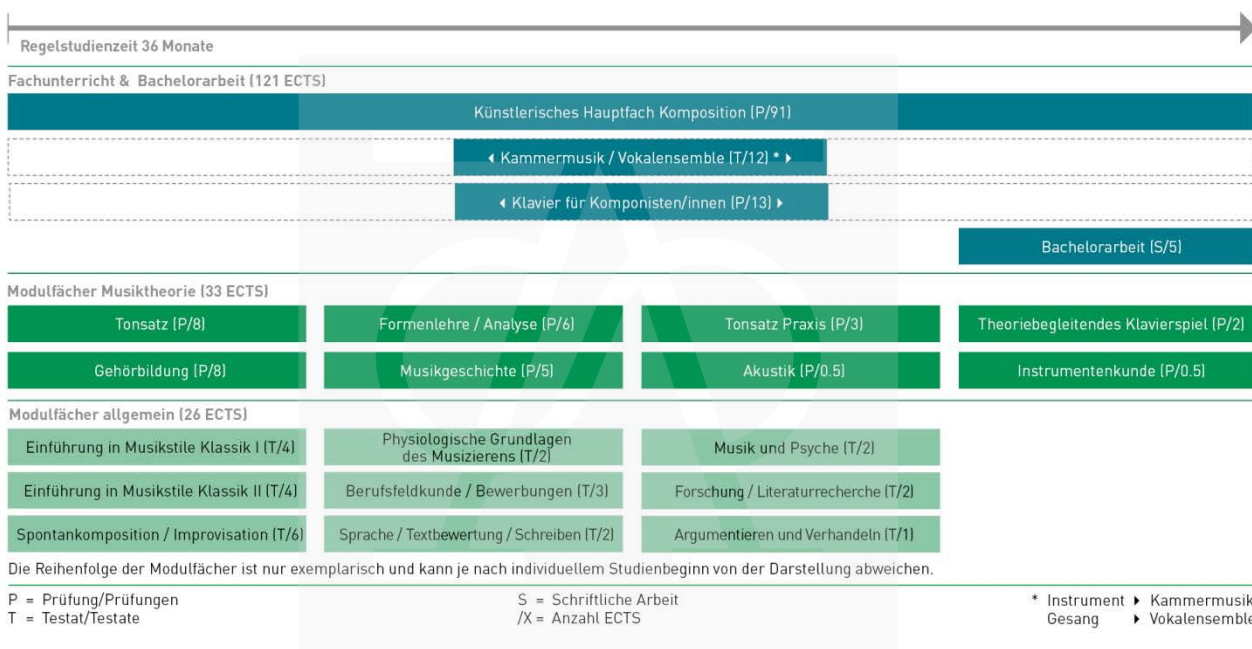 Regelstudienzeit 36 Monate
Fachunterricht & Bachelorarbeit (121 ECTS)
Künstlerisches Hauptfach Komposition (P/91)
◂ Kammermusik / Vokalensemble (T/12) * ▸
◂ Klavier für Komponisten/innen (P/13) ▸
Bachelorarbeit (S/5)
Modulfächer Musiktheorie (33 ECTS)
Tonsatz (P/8)
Formenlehre / Analyse (P/6)
Tonsatz Praxis (P/3)
Theoriebegleitendes Klavierspiel (P/2)
Gehörbildung (P/8)
Musikgeschichte (P/5)
Akustik (P/0.5)
Instrumentenkunde (P/0.5)
Modulfächer allgemein (26 ECTS)
Einführung in Musikstile Klassik I (T/4)
Physiologische Grundlagen
des Musizierens (T/2)
Musik und Psyche (T/2)
Einführung in Musikstile Klassik II (T/4)
Berufsfeldkunde / Bewerbungen (T/3)
Forschung / Literaturrecherche (T/2)
Spontankomposition / Improvisation (T/6)
Sprache / Textbewertung / Schreiben (T/2)
Argumentieren und Verhandeln (T/1)
Die Reihenfolge der Modulfächer ist nur exemplarisch und kann je nach individuellem Studienbeginn von der Darstellung abweichen.
P = Prüfung/Prüfungen
T = Testat/Testate
S = Schriftliche Arbeit
/X = Anzahl ECTS
* Instrument ▸ Kammermusik
Gesang ▸ Vokalensemble